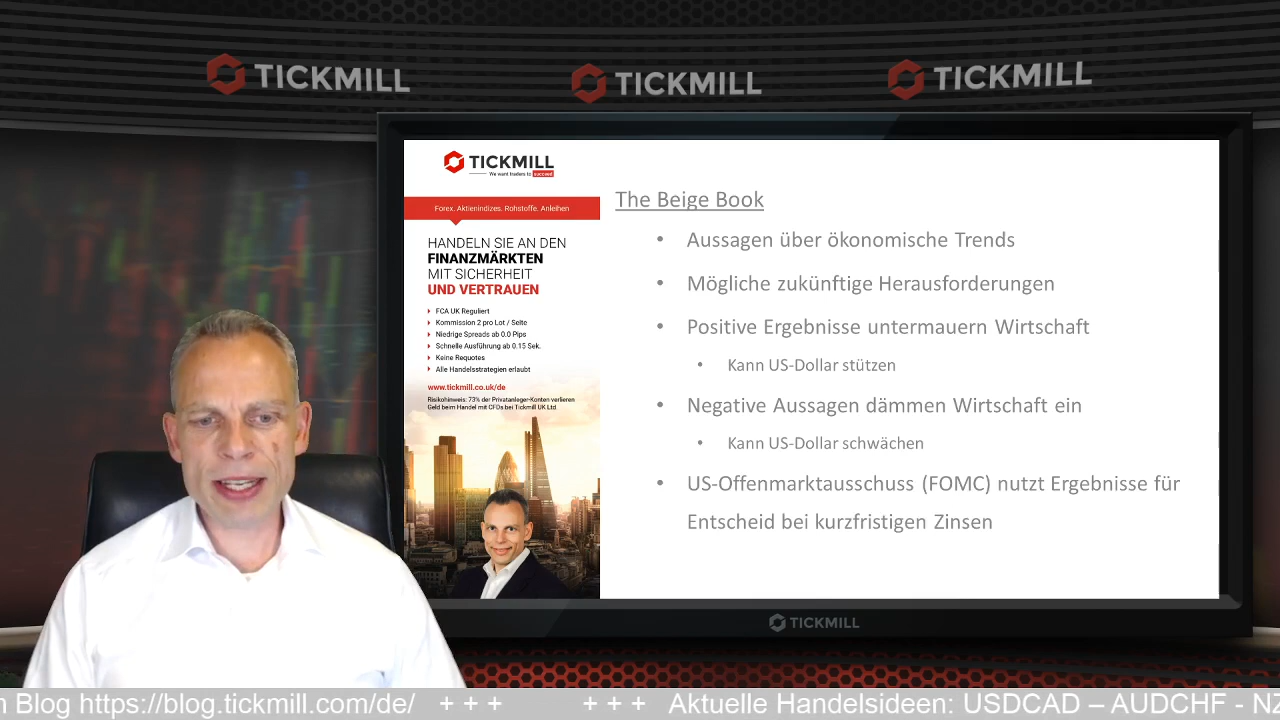 TICKMILL
TICKMILL
TICKMILL
TICKMILL
We want traders to succeed
Forex. Aktienindizes. Rohstoffe. Anleihen
HANDELN SIE AN DEN
FINANZMÄRKTEN
MIT SICHERHEIT
UND VERTRAUEN
FCA UK Reguliert
Kommission 2 pro Lot / Seite
Niedrige Spreads ab 0.0 Pips
Schnelle Ausführung ab 0.15 Sek.
Keine Requotes
Alle Handelsstrategien erlaubt
www.tickmill.co.uk/de
Risikohinweis: 73% der Privatanleger-Konten verlieren
Geld beim Handel mit CFDs bei Tickmill UK Ltd
The Beige Book
• Aussagen über ökonomische Trends
• Mögliche zukünftige Herausforderungen
• Positive Ergebnisse untermauern Wirtschaft
• Kann US-Dollar stützen
• Negative Aussagen dämmen Wirtschaft ein
• Kann US-Dollar schwächen
• US-Offenmarktausschuss (FOMC) nutzt Ergebnisse für
Entscheid bei kurzfristigen Zinsen
TICKMILL
Blog https://blog.tickmill.com/de/ + + + + + + Aktuelle Handelsideen: USDCAD – AUDCHF - NZ